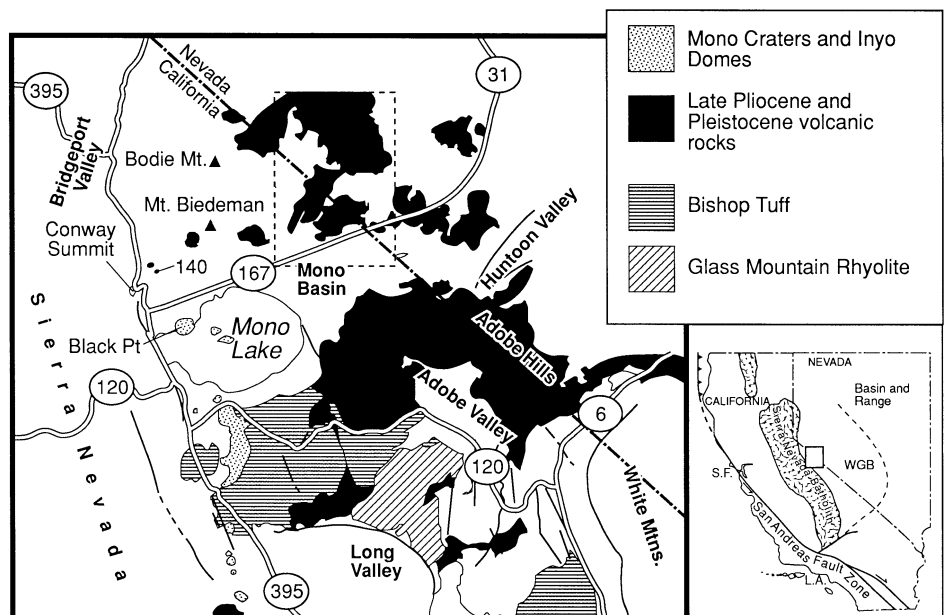 Mono Craters and Inyo
Domes
Late Pliocene and
Pleistocene volcanic
rocks
Bishop Tuff
Glass Mountain Rhyolite
395
Nevada
California
31
Bridgeport
Valley
Bodie Mt.
Mt. Biedeman
Conway
Summit
140
167
Mono
Basin
Huntoon Valley
Black Pt
Mono
Lake
Adobe Hills
Adobe Valley
120
6
120
Sierra Nevada
White Mtns.
Long
Valley
395
NEVADA
CALIFORNIA
Basin and
Range
Sierra Nevada Batholith
WGB
S.F.
San Andreas Fault Zone
L.A.